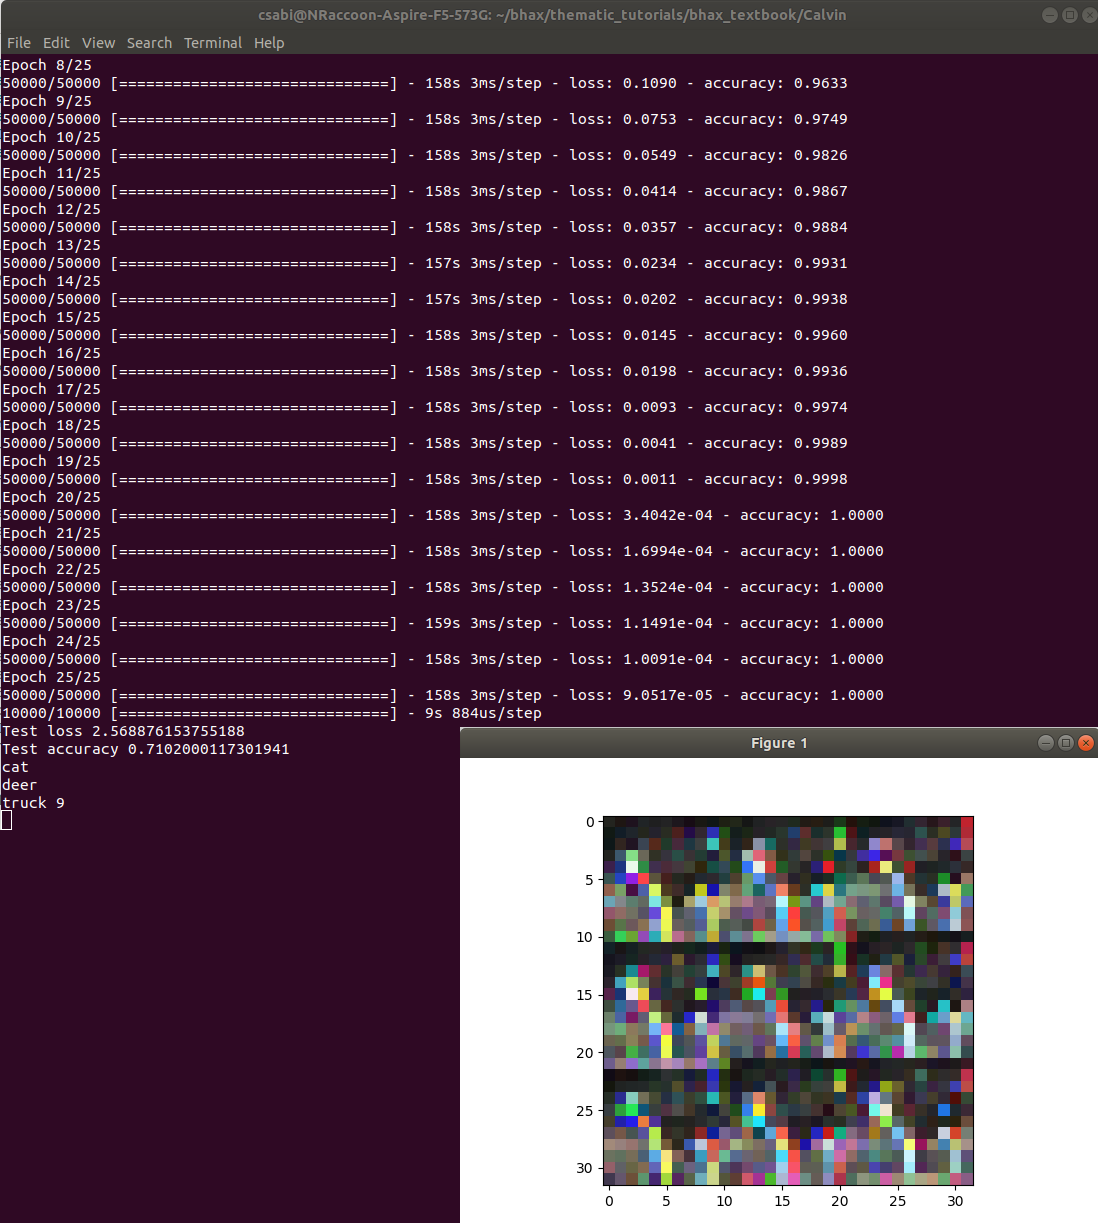 csabi@NRaccoon-Aspire-F5-573G: ~/bhax/thematic_tutorials/bhax_textbook/Calvin
File Edit View Search Terminal Help
Epoch 8/25
50000/50000 [==============================] - 158s 3ms/step - loss: 0.1090 - accuracy: 0.9633
Epoch 9/25
50000/50000 [==============================] - 158s 3ms/step - loss: 0.0753 - accuracy: 0.9749
Epoch 10/25
50000/50000 [==============================] - 158s 3ms/step - loss: 0.0549 - accuracy: 0.9826
Epoch 11/25
50000/50000 [==============================] - 158s 3ms/step - loss: 0.0414 - accuracy: 0.9867
Epoch 12/25
50000/50000 [==============================] - 158s 3ms/step - loss: 0.0357 - accuracy: 0.9884
Epoch 13/25
50000/50000 [==============================] - 157s 3ms/step - loss: 0.0234 - accuracy: 0.9931
Epoch 14/25
50000/50000 [==============================] - 157s 3ms/step - loss: 0.0202 - accuracy: 0.9938
Epoch 15/25
50000/50000 [==============================] - 158s 3ms/step - loss: 0.0145 - accuracy: 0.9960
Epoch 16/25
50000/50000 [==============================] - 158s 3ms/step - loss: 0.0198 - accuracy: 0.9936
Epoch 17/25
50000/50000 [==============================] - 158s 3ms/step - loss: 0.0093 - accuracy: 0.9974
Epoch 18/25
50000/50000 [==============================] - 158s 3ms/step - loss: 0.0041 - accuracy: 0.9989
Epoch 19/25
50000/50000 [==============================] - 158s 3ms/step - loss: 0.0011 - accuracy: 0.9998
Epoch 20/25
50000/50000 [==============================] - 158s 3ms/step - loss: 3.4042e-04 - accuracy: 1.0000
Epoch 21/25
50000/50000 [==============================] - 158s 3ms/step - loss: 1.6994e-04 - accuracy: 1.0000
Epoch 22/25
50000/50000 [==============================] - 158s 3ms/step - loss: 1.3524e-04 - accuracy: 1.0000
Epoch 23/25
50000/50000 [==============================] - 159s 3ms/step - loss: 1.1491e-04 - accuracy: 1.0000
Epoch 24/25
50000/50000 [==============================] - 158s 3ms/step - loss: 1.0091e-04 - accuracy: 1.0000
Epoch 25/25
50000/50000 [==============================] - 158s 3ms/step - loss: 9.0517e-05 - accuracy: 1.0000
10000/10000 [==============================] - 9s 884us/step
Test loss 2.568876153755188
Test accuracy 0.7102000117301941
cat
deer
truck 9
Figure 1
0
5
10
15
20
25
30
0 5 10 15 20 25 30